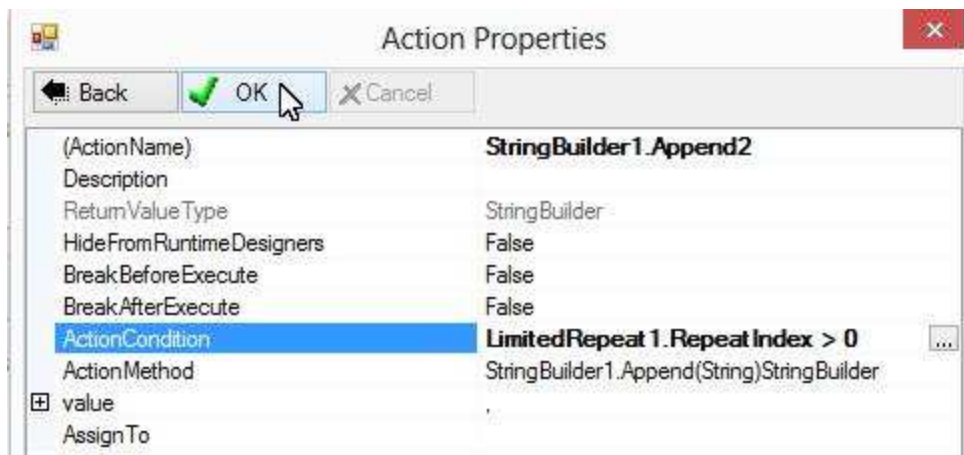 Action Properties
Back OK Cancel
(ActionName) StringBuilder1.Append2
Description
ReturnValueType StringBuilder
HideFromRuntimeDesigners False
BreakBeforeExecute False
BreakAfterExecute False
ActionCondition LimitedRepeat1.RepeatIndex > 0 ...
ActionMethod StringBuilder1.Append(String)StringBuilder
value ,
AssignTo